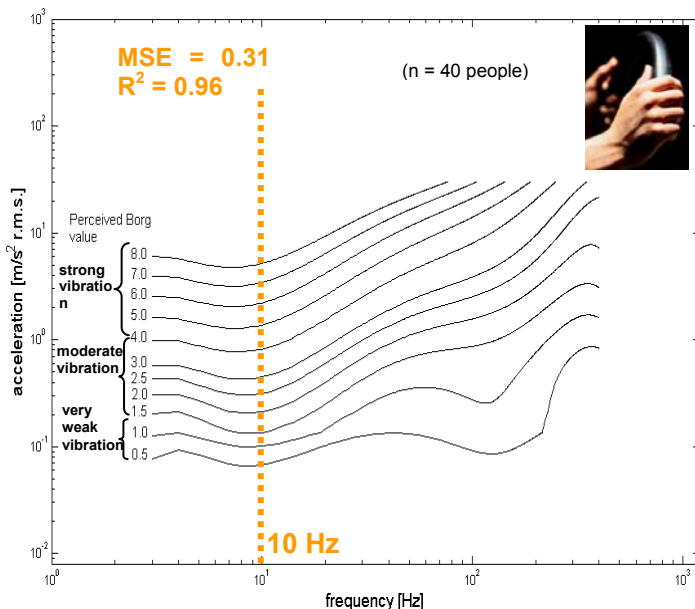 10³
MSE = 0.31
R² = 0.96
(n = 40 people)
10²
acceleration [m/s² r.m.s.]
10¹
Perceived Borg
value
8.0
strong
vibratio
n
7.0
6.0
5.0
10⁰
4.0
moderate
vibration
3.0
2.5
2.0
1.5
very
weak
vibration
10⁻¹
1.0
0.5
10⁻²
10 Hz
10⁰ 10¹ 10² 10³
frequency [Hz]